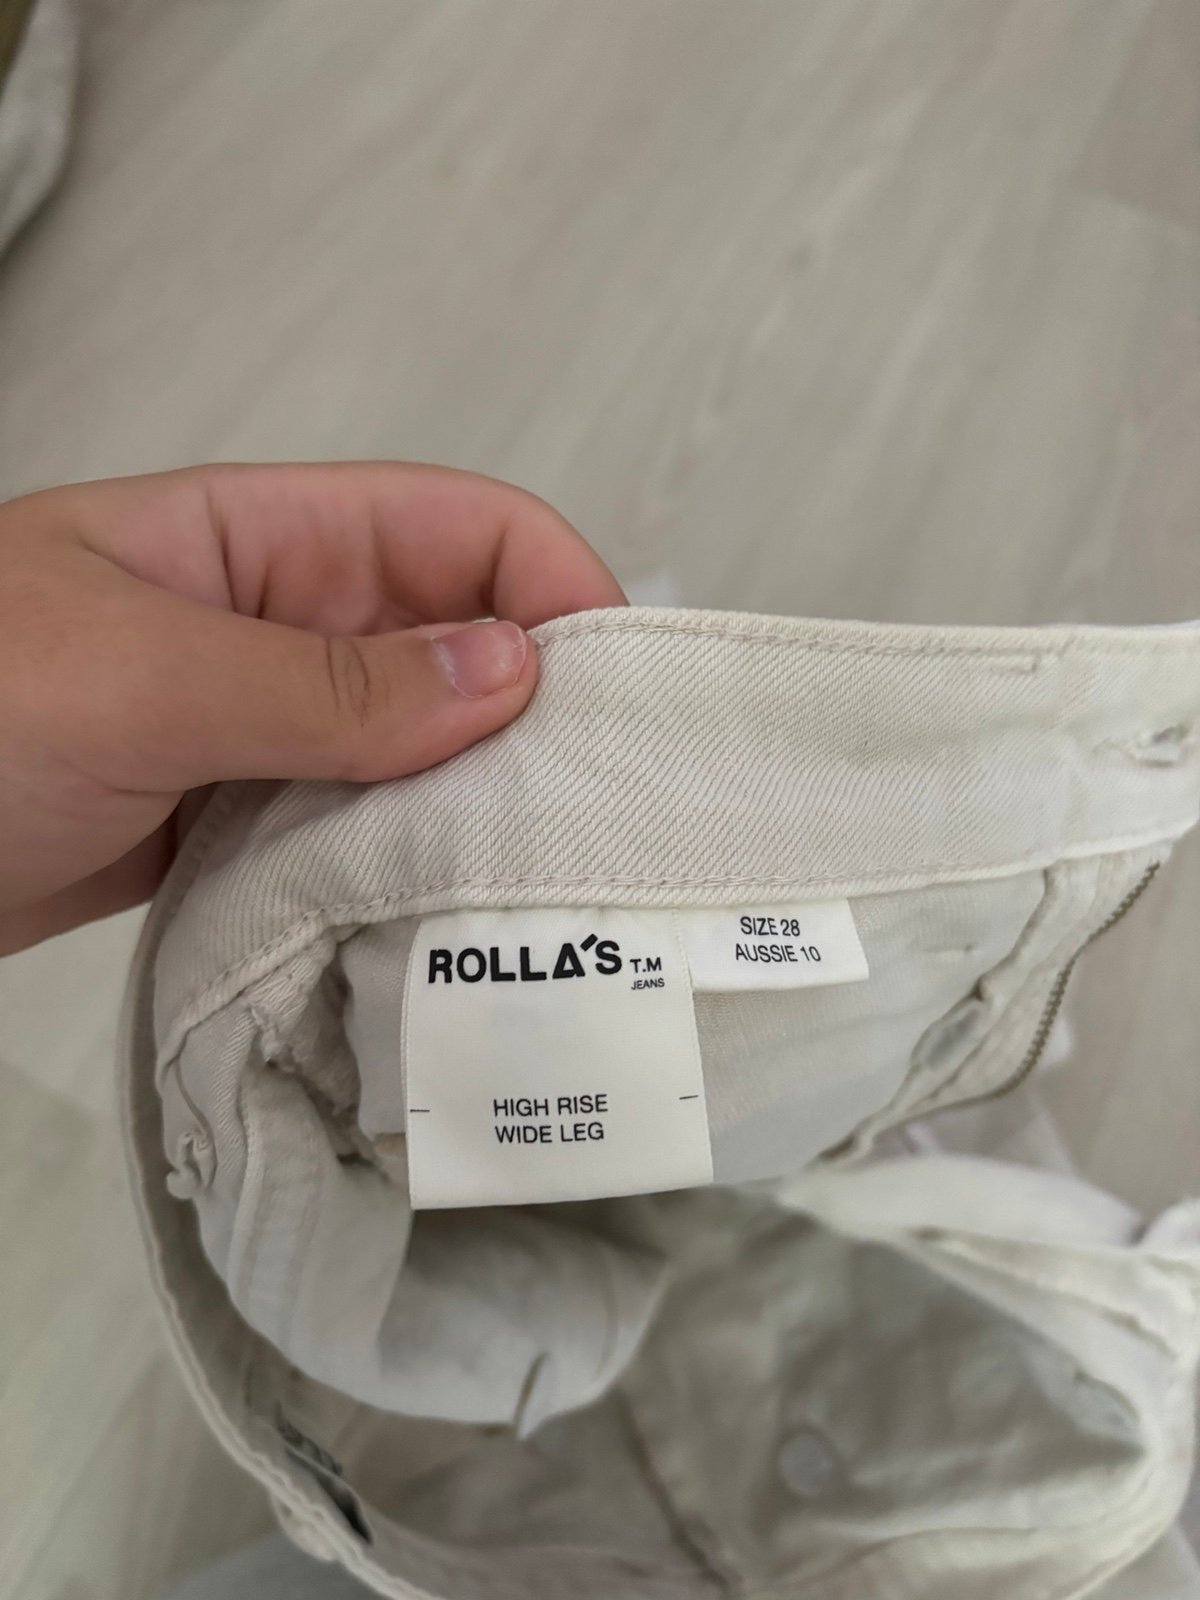 ROLLA'S T.M
JEANS
HIGH RISE
WIDE LEG
SIZE 28
AUSSIE 10